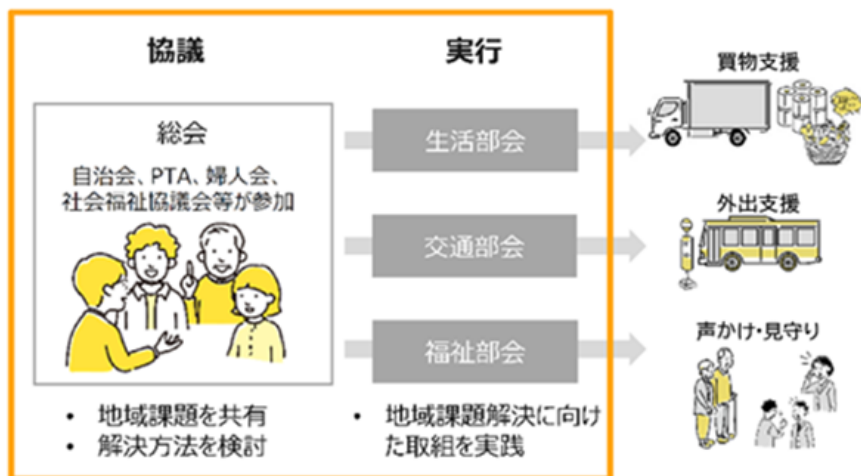 協議
総会
自治会、PTA、婦人会、
社会福祉協議会等が参加
• 地域課題を共有
• 解決方法を検討
実行
生活部会
交通部会
福祉部会
• 地域課題解決に向け
た取組を実践
買物支援
外出支援
声かけ・見守り